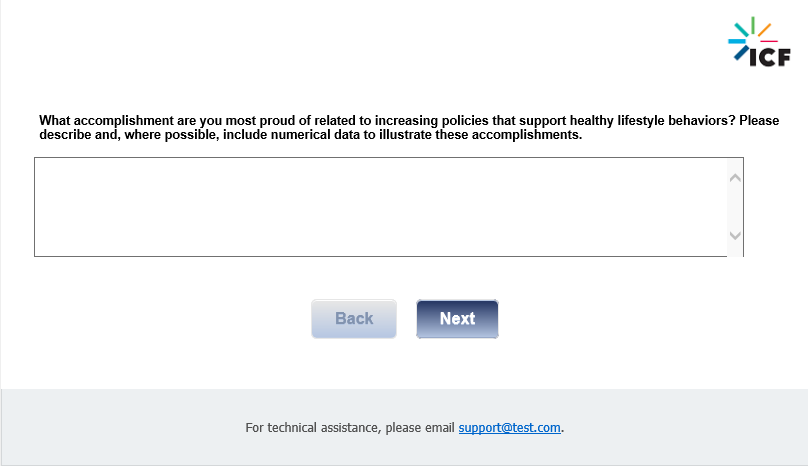 ICF
What accomplishment are you most proud of related to increasing policies that support healthy lifestyle behaviors? Please
describe and, where possible, include numerical data to illustrate these accomplishments.
Back
Next
For technical assistance, please email support@test.com.